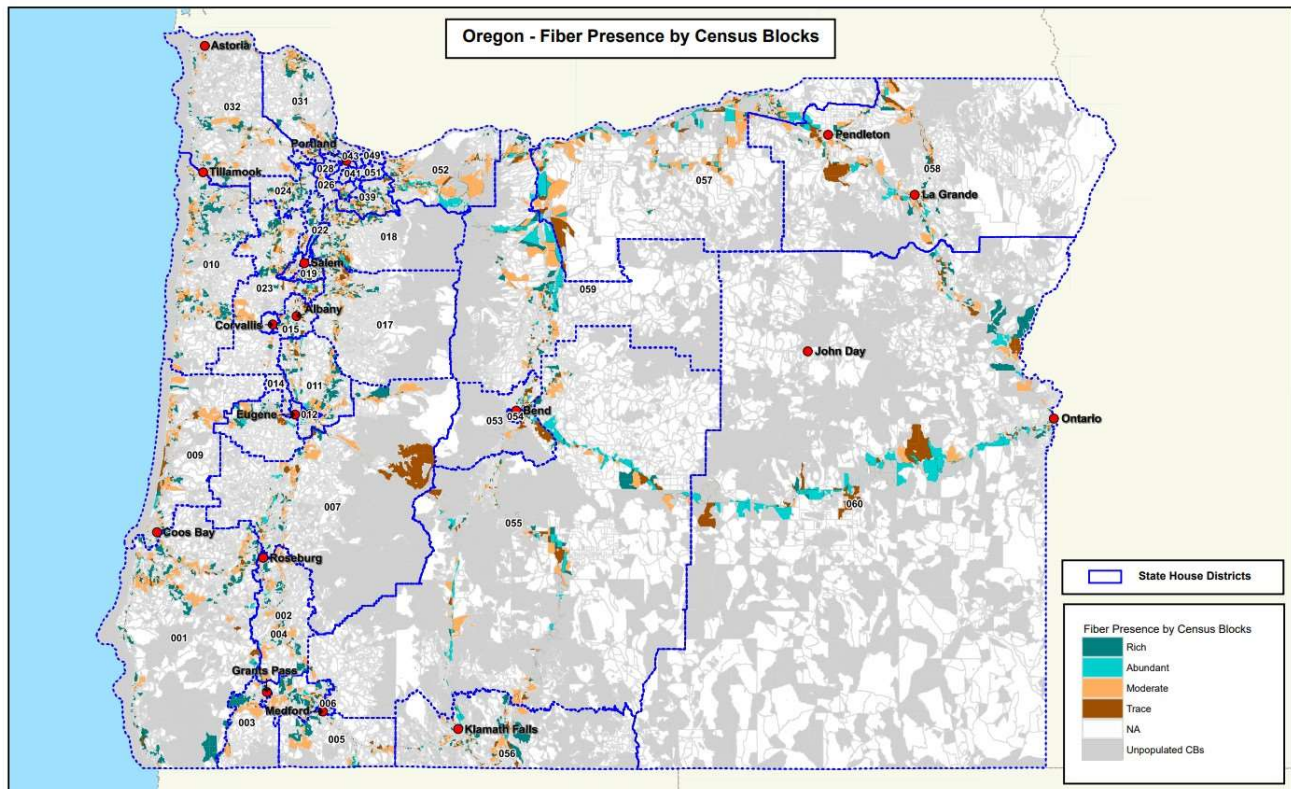 Oregon - Fiber Presence by Census Blocks
Astoria
031
032
Pendleton
Portland
043 049
028 041 051
052
Tillamook
026
057
058
024
039
La Grande
022
018
010
Salem
019
023
059
Albany
Corvallis
015
017
John Day
014
011
Eugene
012
053
054
Bend
Ontario
009
007
060
055
Coos Bay
Roseburg
002
001
004
State House Districts
Grants Pass
006
Medford
003
Klamath Falls
005
056
Fiber Presence by Census Blocks
Rich
Abundant
Moderate
Trace
NA
Unpopulated CBs